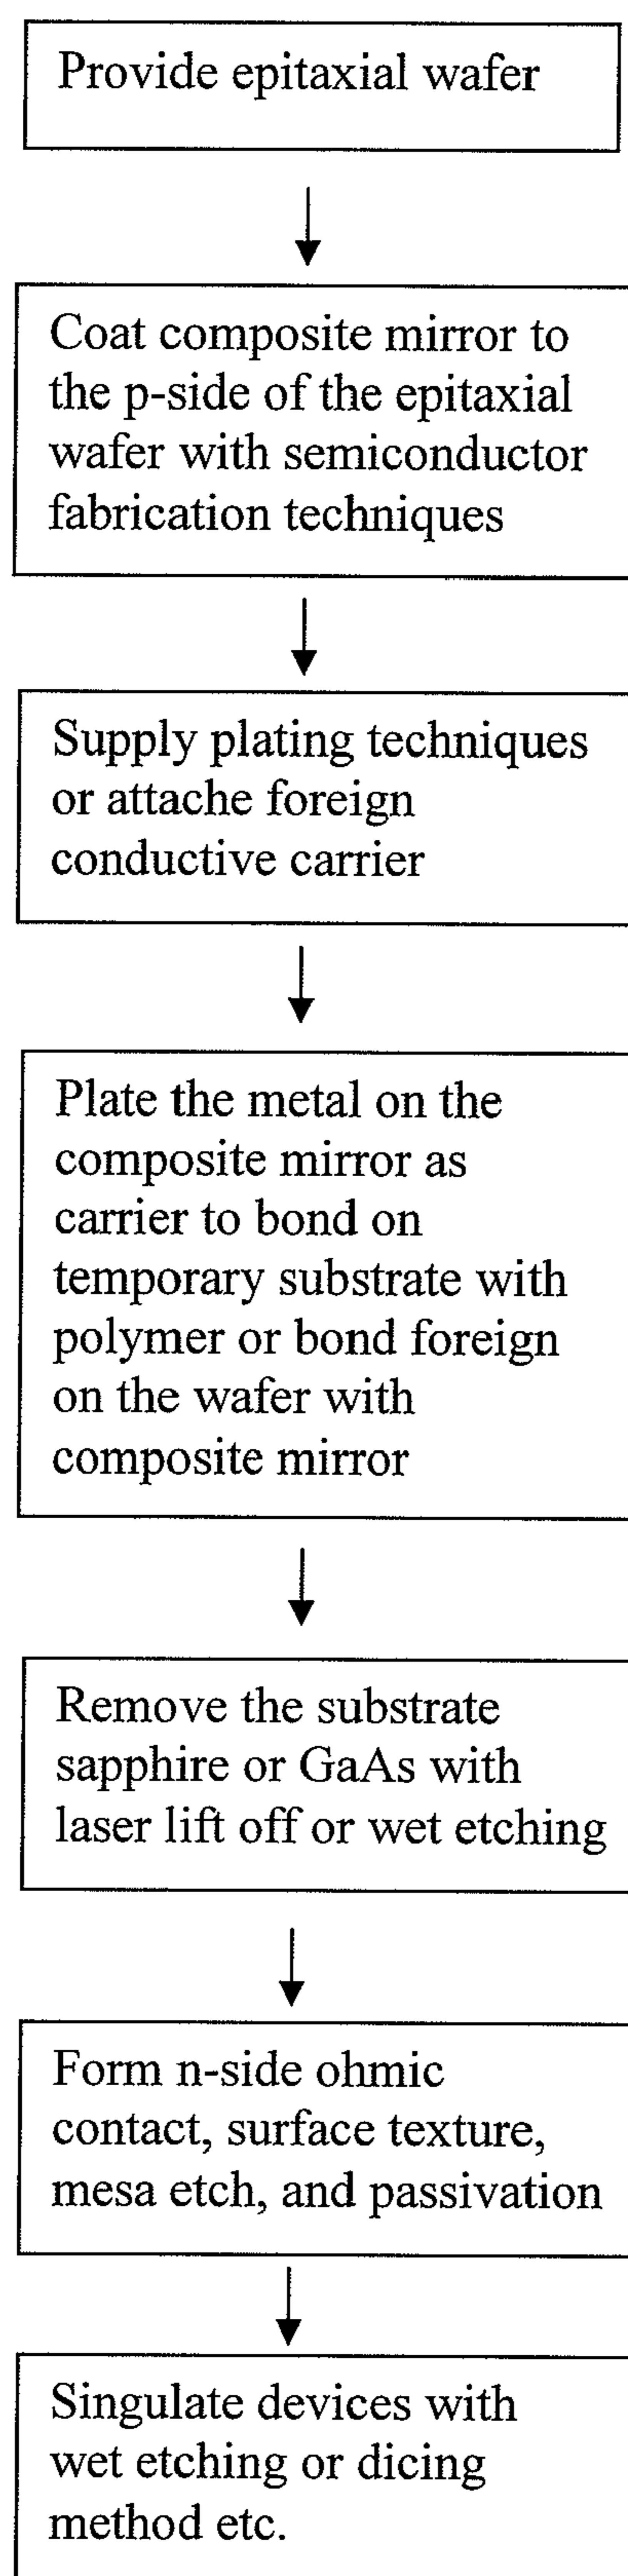 Provide epitaxial wafer
Coat composite mirror to
the p-side of the epitaxial
wafer with semiconductor
fabrication techniques
Supply plating techniques
or attache foreign
conductive carrier
Plate the metal on the
composite mirror as
carrier to bond on
temporary substrate with
polymer or bond foreign
on the wafer with
composite mirror
Remove the substrate
sapphire or GaAs with
laser lift off or wet etching
Form n-side ohmic
contact, surface texture,
mesa etch, and passivation
Singulate devices with
wet etching or dicing
method etc.